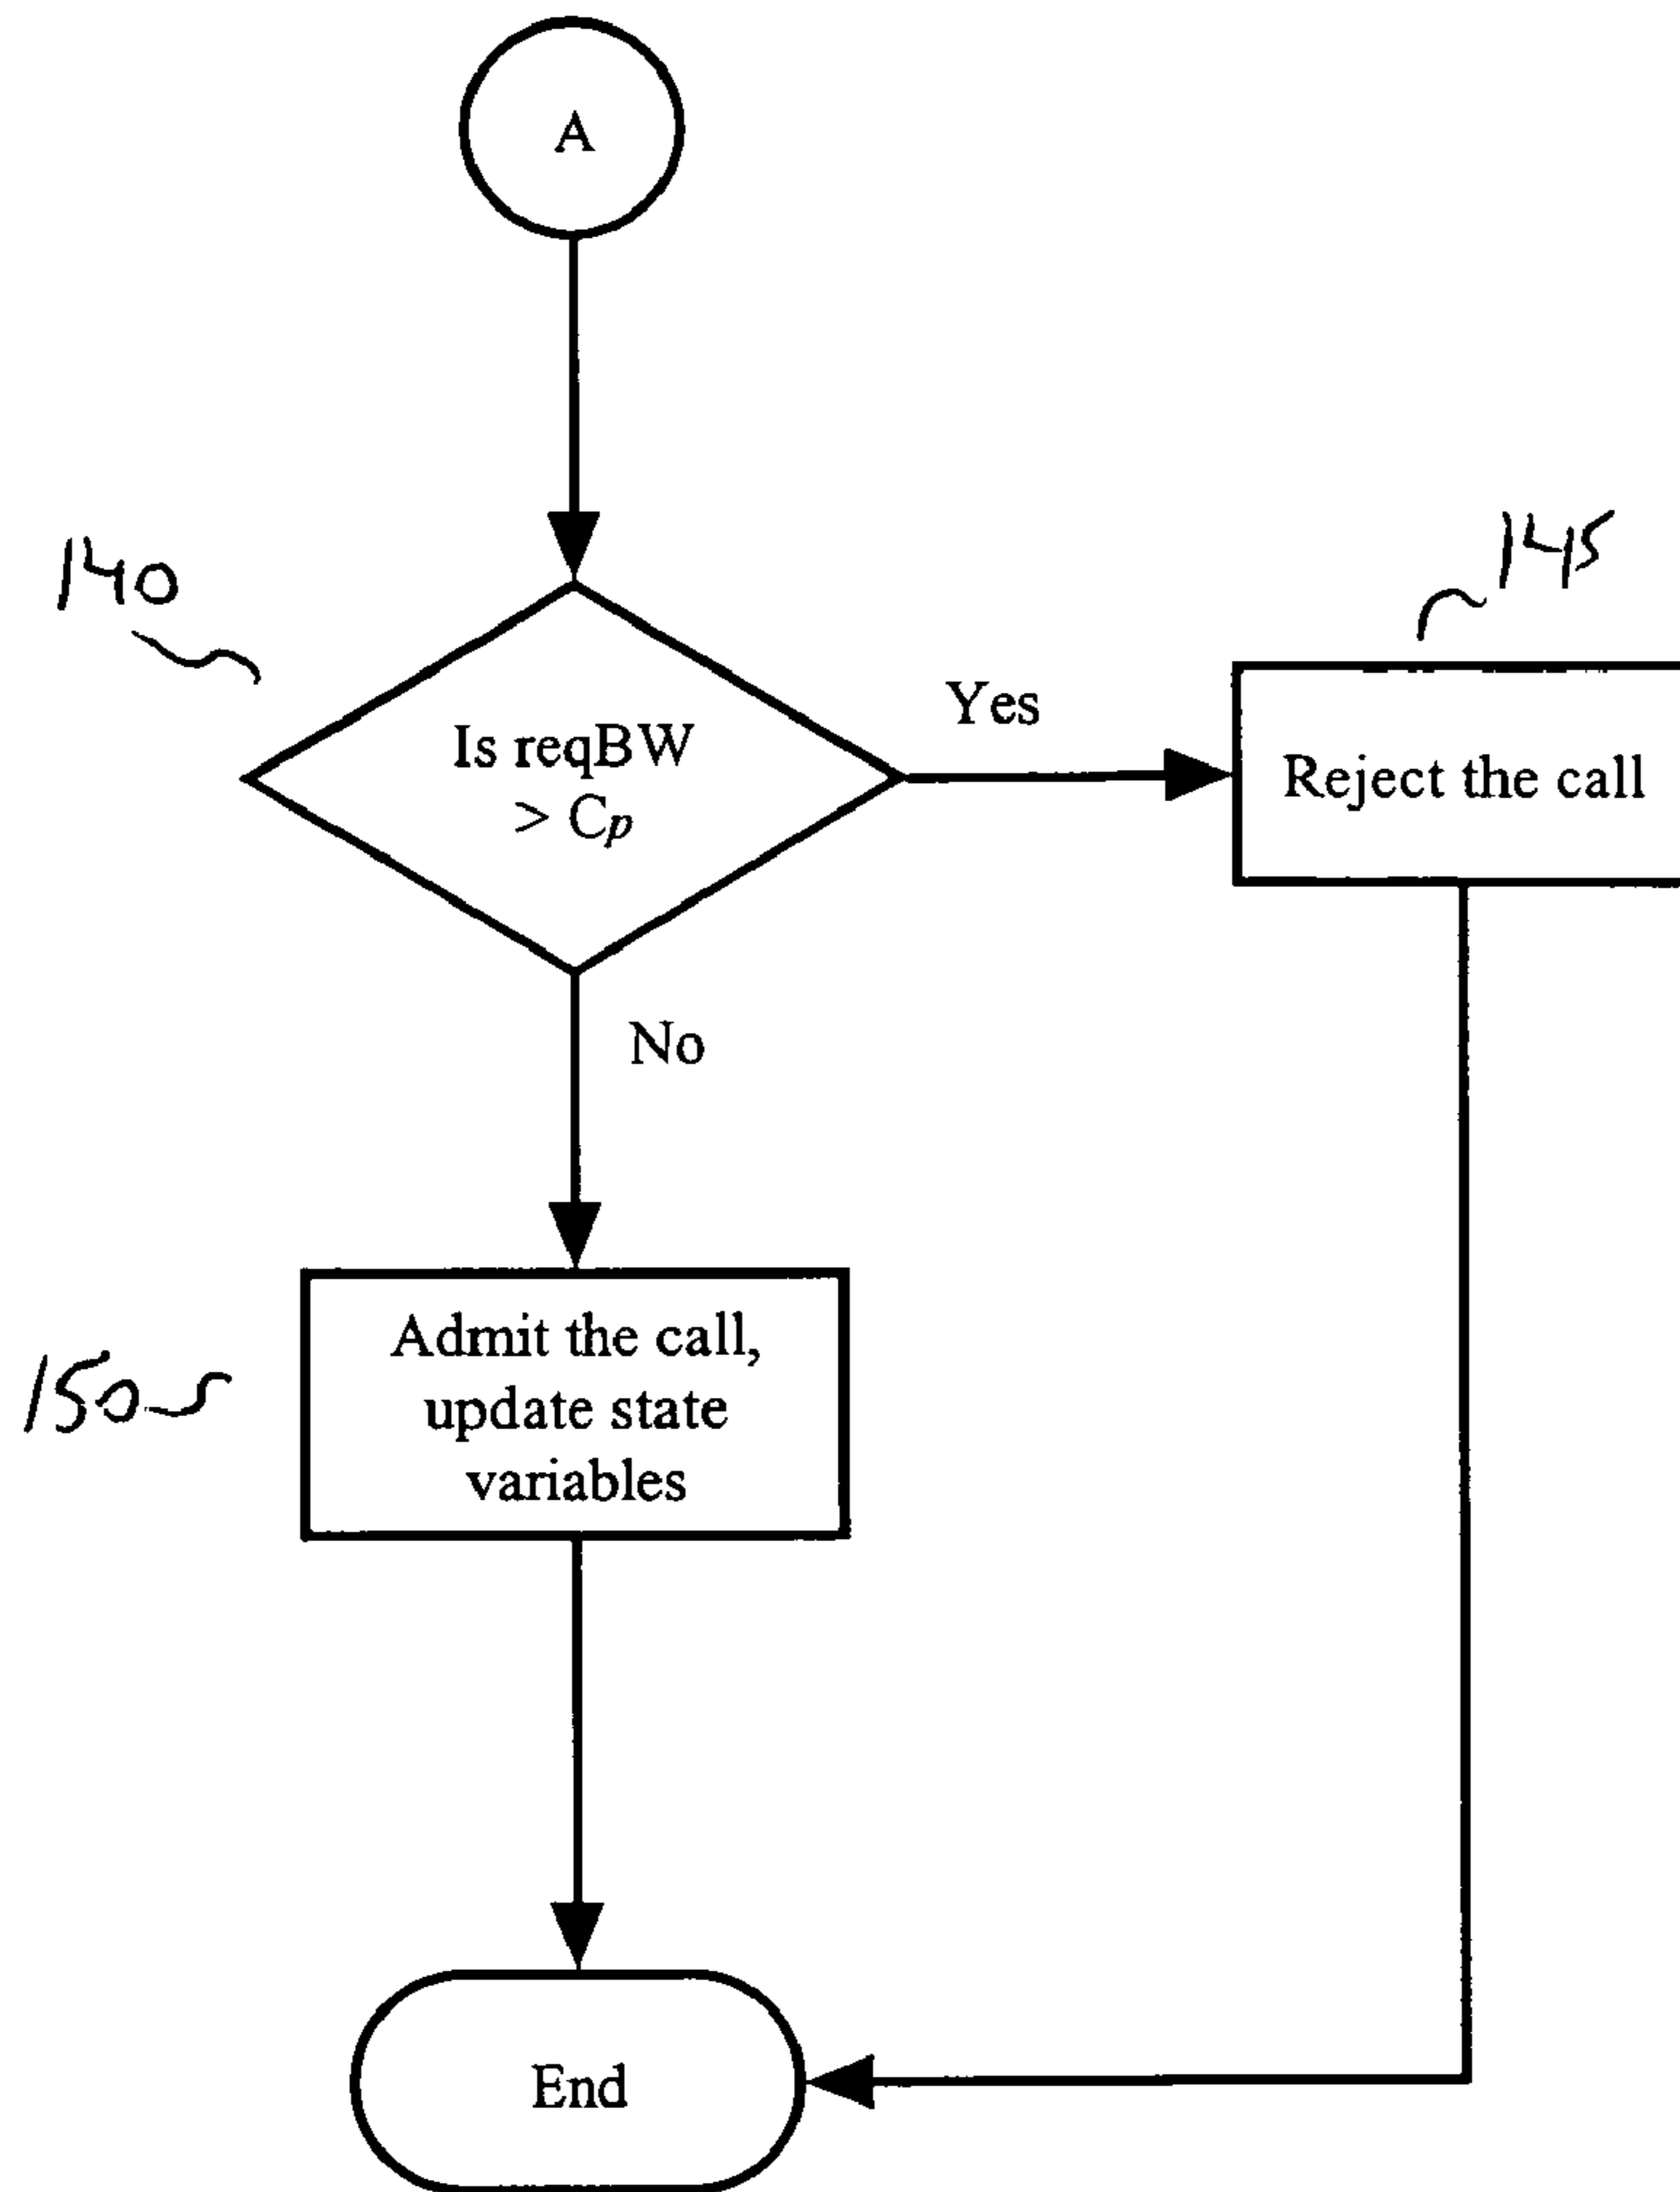 A
140
145
Yes
Is reqBW
> Cp
Reject the call
No
Admit the call,
update state
variables
150
End